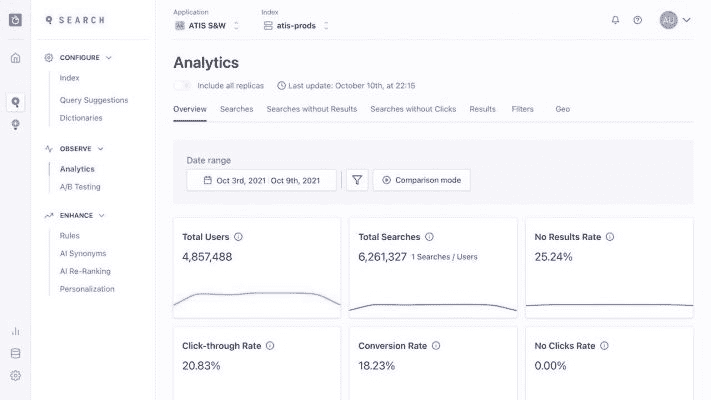 Application
Index
SEARCH
AS ATIS S&W
atis-prods
AU
CONFIGURE
Index
Query Suggestions
Dictionaries
OBSERVE
Analytics
A/B Testing
ENHANCE
Rules
AI Synonyms
AI Re-Ranking
Personalization
Analytics
Include all replicas
Last update: October 10th, at 22:15
Overview
Searches
Searches without Results
Searches without Clicks
Results
Filters
Geo
Date range
Oct 3rd, 2021 Oct 9th, 2021
Comparison mode
Total Users
4,857,488
Total Searches
6,261,327 1 Searches / Users
No Results Rate
25.24%
Click-through Rate
20.83%
Conversion Rate
18.23%
No Clicks Rate
0.00%